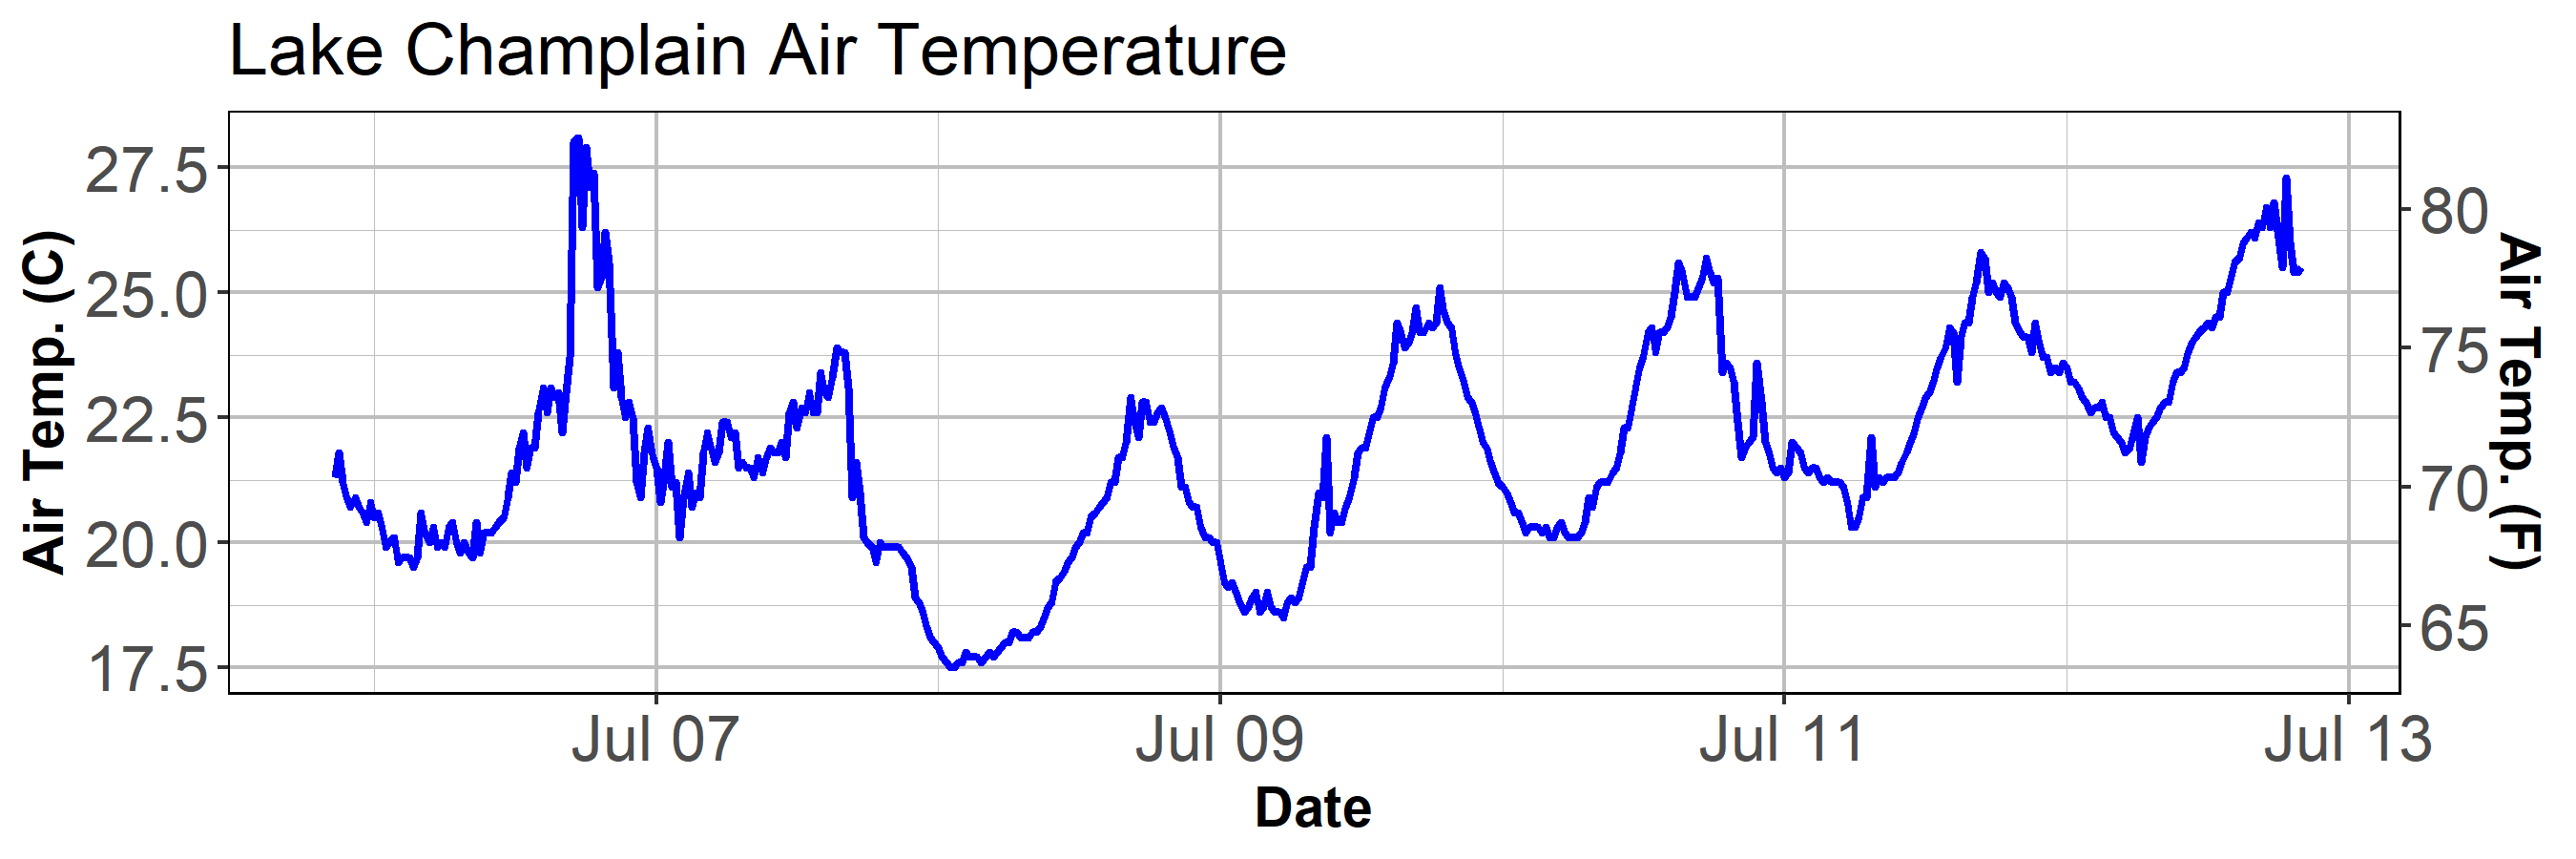 Lake Champlain Air Temperature
Air Temp. (C)
27.5
25.0
22.5
20.0
17.5
80
75
70
65
Air Temp. (F)
Jul 07
Jul 09
Jul 11
Jul 13
Date